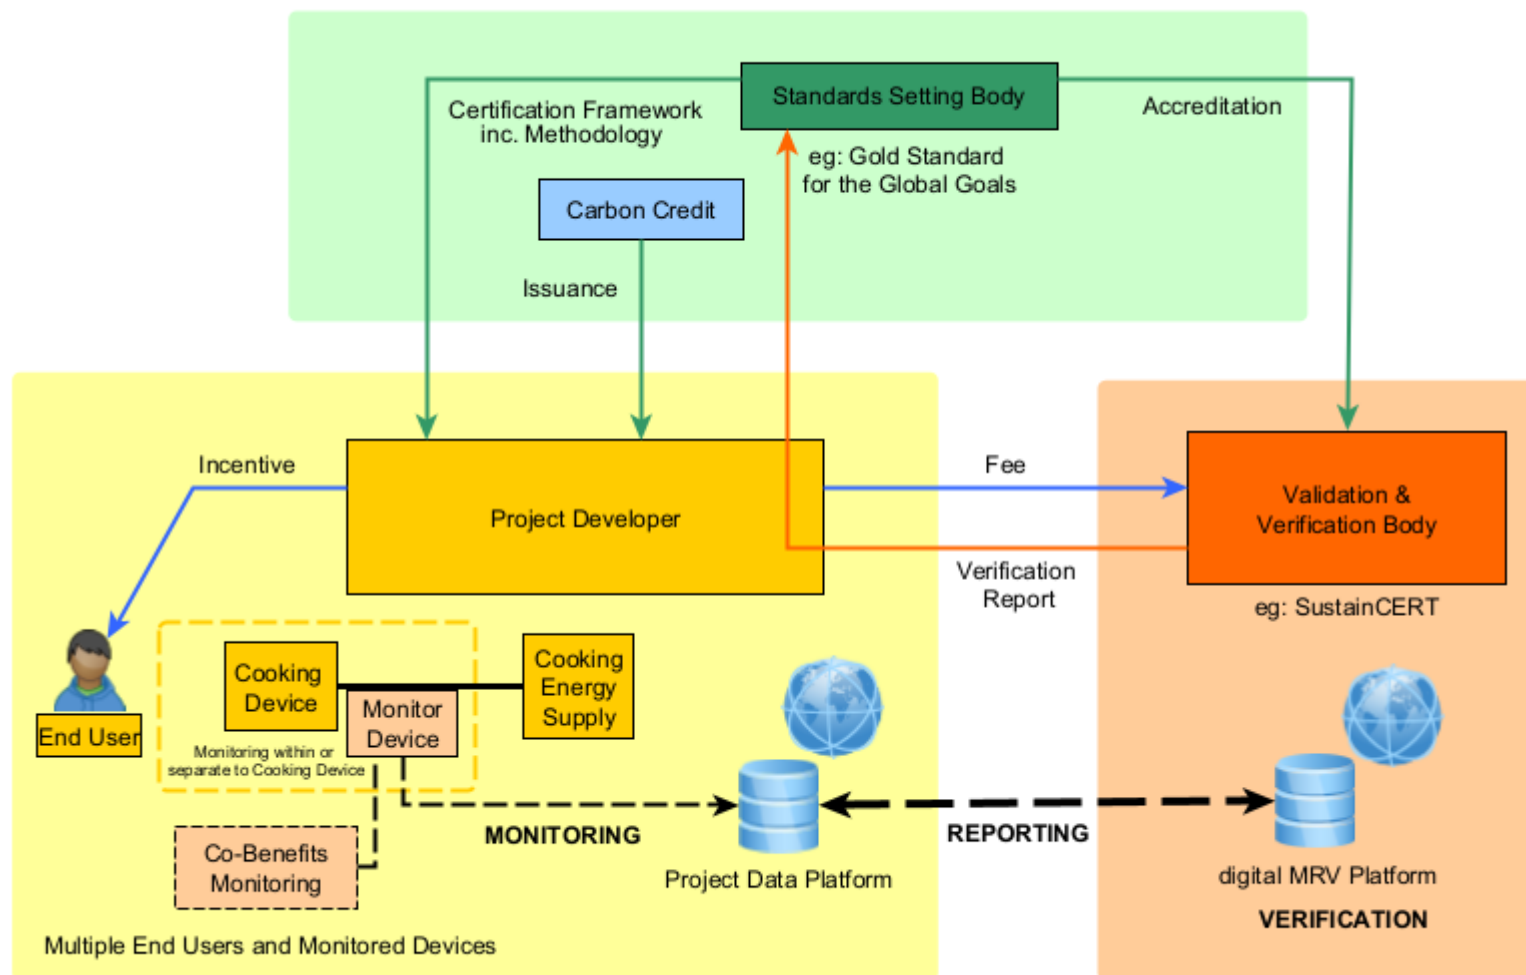 Standards Setting Body
Certification Framework
inc. Methodology
Accreditation
eg: Gold Standard
for the Global Goals
Carbon Credit
Issuance
Incentive
Fee
Project Developer
Validation &
Verification Body
Verification
Report
eg: SustainCERT
Cooking
Device
Cooking
Energy
Supply
Monitor
Device
End User
Monitoring within or
separate to Cooking Device
MONITORING
REPORTING
Co-Benefits
Monitoring
Project Data Platform
digital MRV Platform
VERIFICATION
Multiple End Users and Monitored Devices